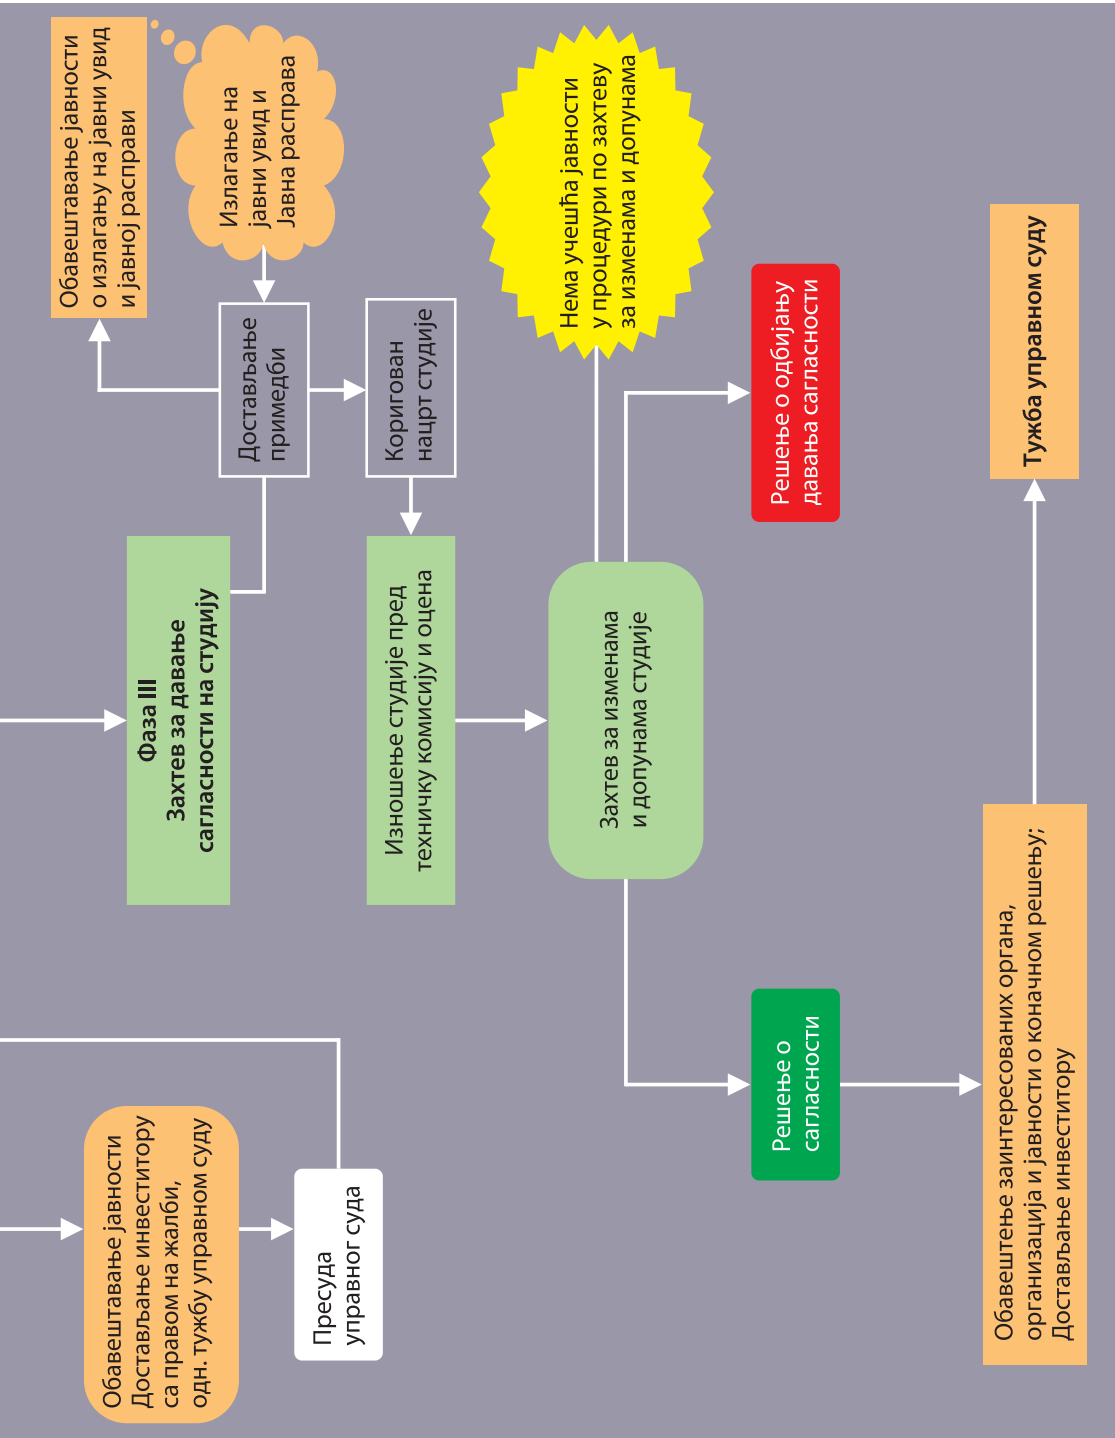 Обавештавање јавности
о излагању на јавни увид
и јавној расправи
Излагање на
јавни увид и
Јавна расправа
Достављање
примедби
Коригован
нацрт студије
Фаза III
Захтев за давање
сагласности на студију
Изношење студије пред
техничку комисију и оцена
Нема учешћа јавности
у процедури по захтеву
за изменама и допунама
Захтев за изменама
и допунама студије
Решење о одбијању
давања сагласности
Решење о
сагласности
Обавештавање јавности
Достављање инвеститору
са правом на жалби,
одн. тужбу управном суду
Пресуда
управног суда
Обавештење заинтересованих органа,
организација и јавности о коначном решењу;
Достављање инвеститору
Тужба управном суду